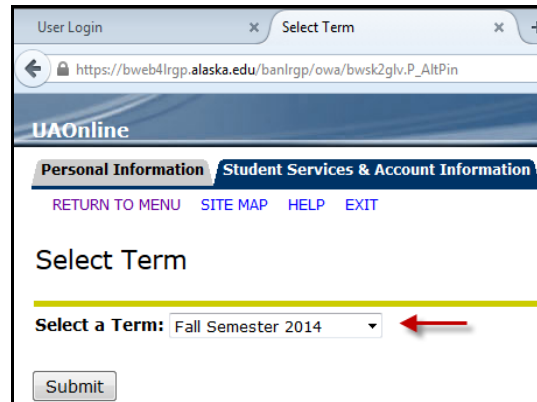 User Login × Select Term ×
https://bweb4lrgp.alaska.edu/banlrgp/owa/bwsk2glv.P_AltPin
UAOnline
Personal Information Student Services & Account Information
RETURN TO MENU SITE MAP HELP EXIT
Select Term
Select a Term: Fall Semester 2014
Submit